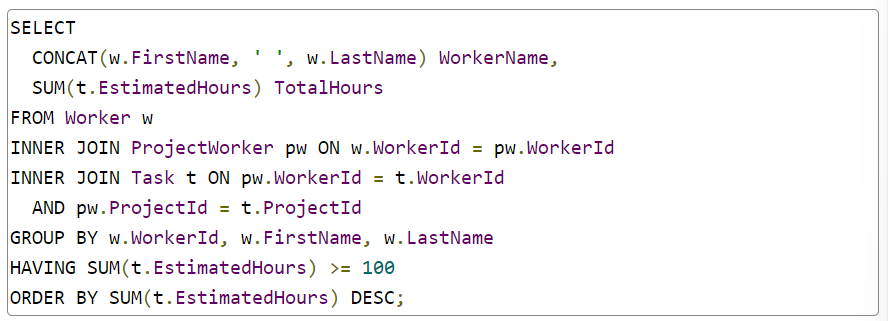 SELECT
CONCAT(w.FirstName, ' ', w.LastName) WorkerName,
SUM(t.EstimatedHours) TotalHours
FROM Worker w
INNER JOIN ProjectWorker pw ON w.WorkerId = pw.WorkerId
INNER JOIN Task t ON pw.WorkerId = t.WorkerId
AND pw.ProjectId = t.ProjectId
GROUP BY w.WorkerId, w.FirstName, w.LastName
HAVING SUM(t.EstimatedHours) >= 100
ORDER BY SUM(t.EstimatedHours) DESC;